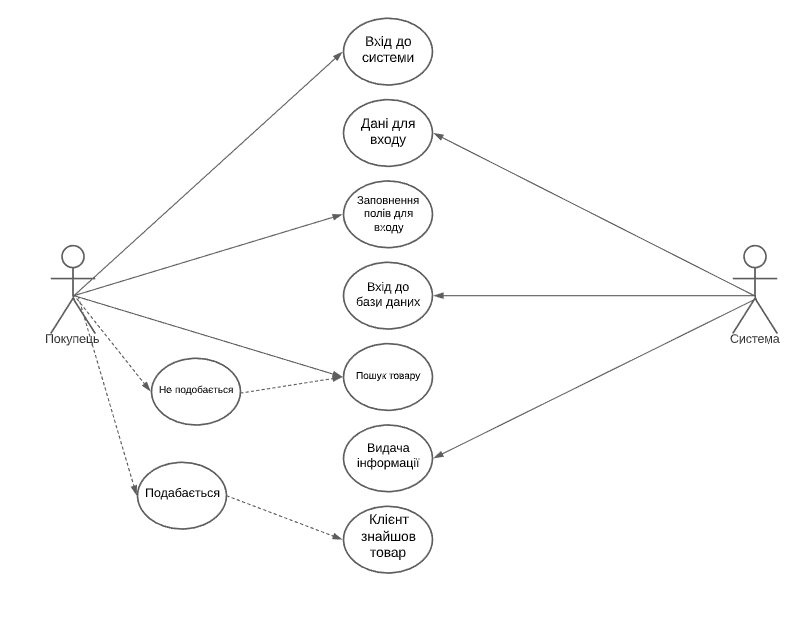 Вхід до
системи
Дані для
входу
Заповнення
полів для
входу
Вхід до
бази даних
Покупець
Система
Не подобається
Пошук товару
Видача
інформації
Подабається
Клієнт
знайшов
товар